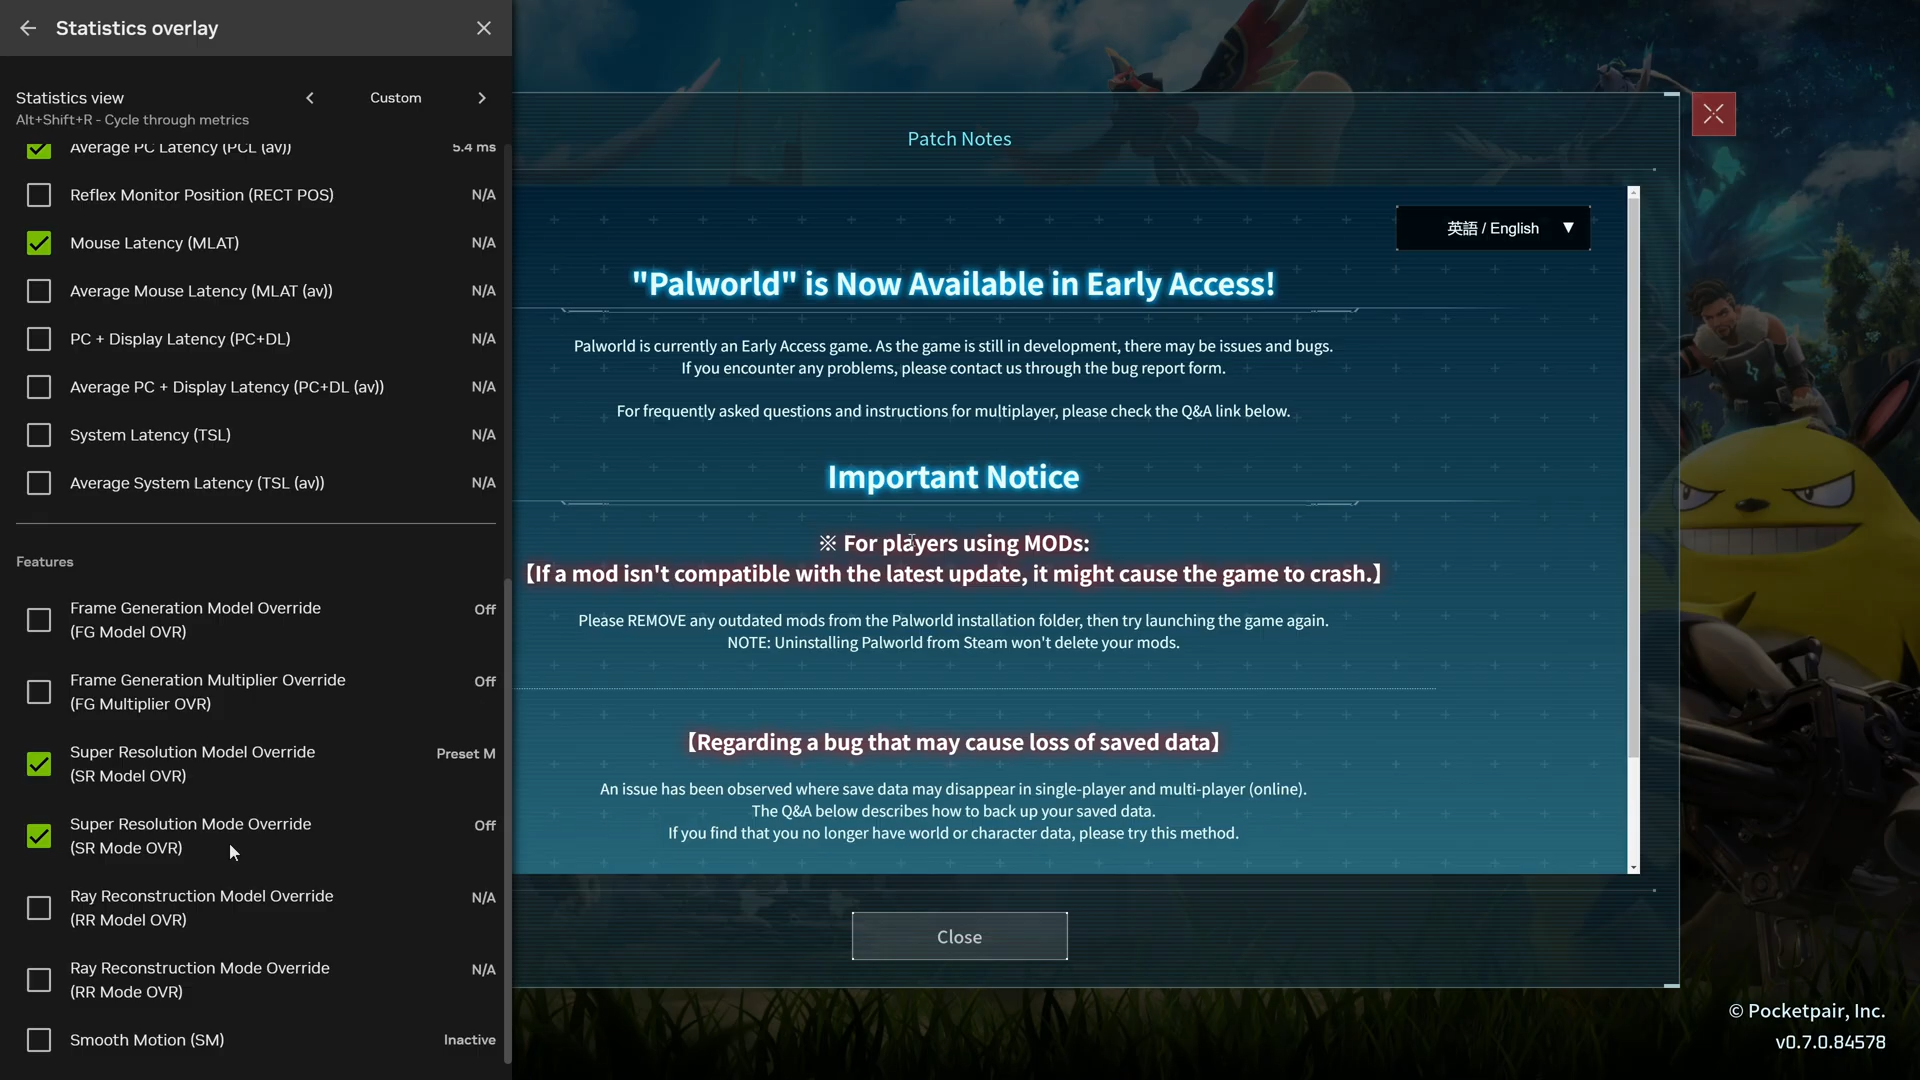 Statistics overlay
Statistics view
Custom
Alt+Shift+R - Cycle through metrics
Average PC Latency (PCL (av))
5.4 ms
Reflex Monitor Position (RECT POS)
N/A
Mouse Latency (MLAT)
N/A
Average Mouse Latency (MLAT (av))
N/A
PC + Display Latency (PC+DL)
N/A
Average PC + Display Latency (PC+DL (av))
N/A
System Latency (TSL)
N/A
Average System Latency (TSL (av))
N/A
Features
Frame Generation Model Override
(FG Model OVR)
Off
Frame Generation Multiplier Override
(FG Multiplier OVR)
Off
Super Resolution Model Override
(SR Model OVR)
Preset M
Super Resolution Mode Override
(SR Mode OVR)
Off
Ray Reconstruction Model Override
(RR Model OVR)
N/A
Ray Reconstruction Mode Override
(RR Mode OVR)
N/A
Smooth Motion (SM)
Inactive
Patch Notes
英語 / English
"Palworld" is Now Available in Early Access!
Palworld is currently an Early Access game. As the game is still in development, there may be issues and bugs.
If you encounter any problems, please contact us through the bug report form.
For frequently asked questions and instructions for multiplayer, please check the Q&A link below.
Important Notice
※ For players using MODs:
【If a mod isn't compatible with the latest update, it might cause the game to crash.】
Please REMOVE any outdated mods from the Palworld installation folder, then try launching the game again.
NOTE: Uninstalling Palworld from Steam won't delete your mods.
【Regarding a bug that may cause loss of saved data】
An issue has been observed where save data may disappear in single-player and multi-player (online).
The Q&A below describes how to back up your saved data.
If you find that you no longer have world or character data, please try this method.
Close
© Pocketpair, Inc.
v0.7.0.84578